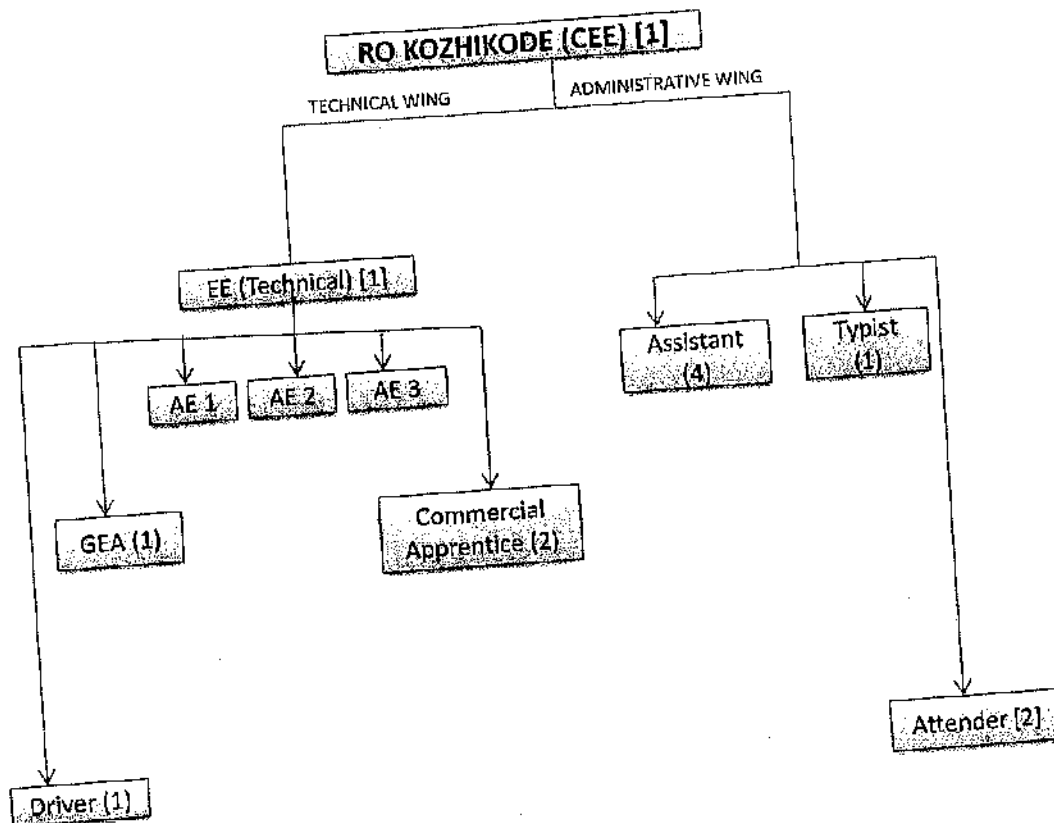 RO KOZHIKODE (CEE) [1]
TECHNICAL WING
ADMINISTRATIVE WING
EE (Technical) [1]
AE 1
AE 2
AE 3
Assistant
(4)
Typist
(1)
GEA (1)
Commercial
Apprentice (2)
Attender [2]
Driver (1)